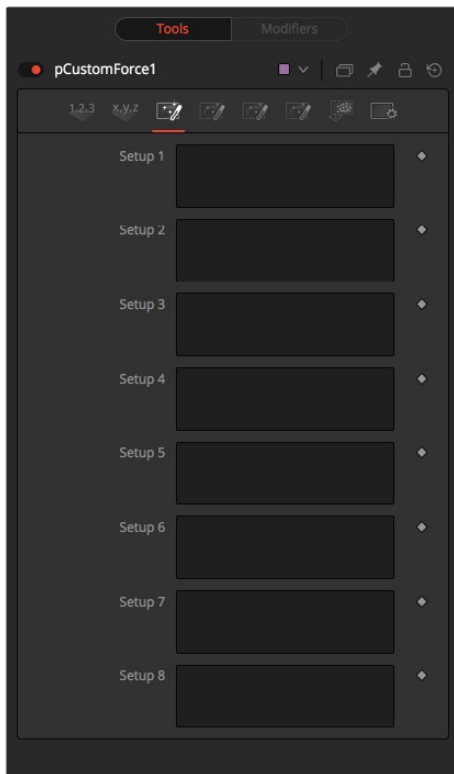 Tools
Modifiers
pCustomForce1
1,2,3
x,y,z
Setup 1
Setup 2
Setup 3
Setup 4
Setup 5
Setup 6
Setup 7
Setup 8